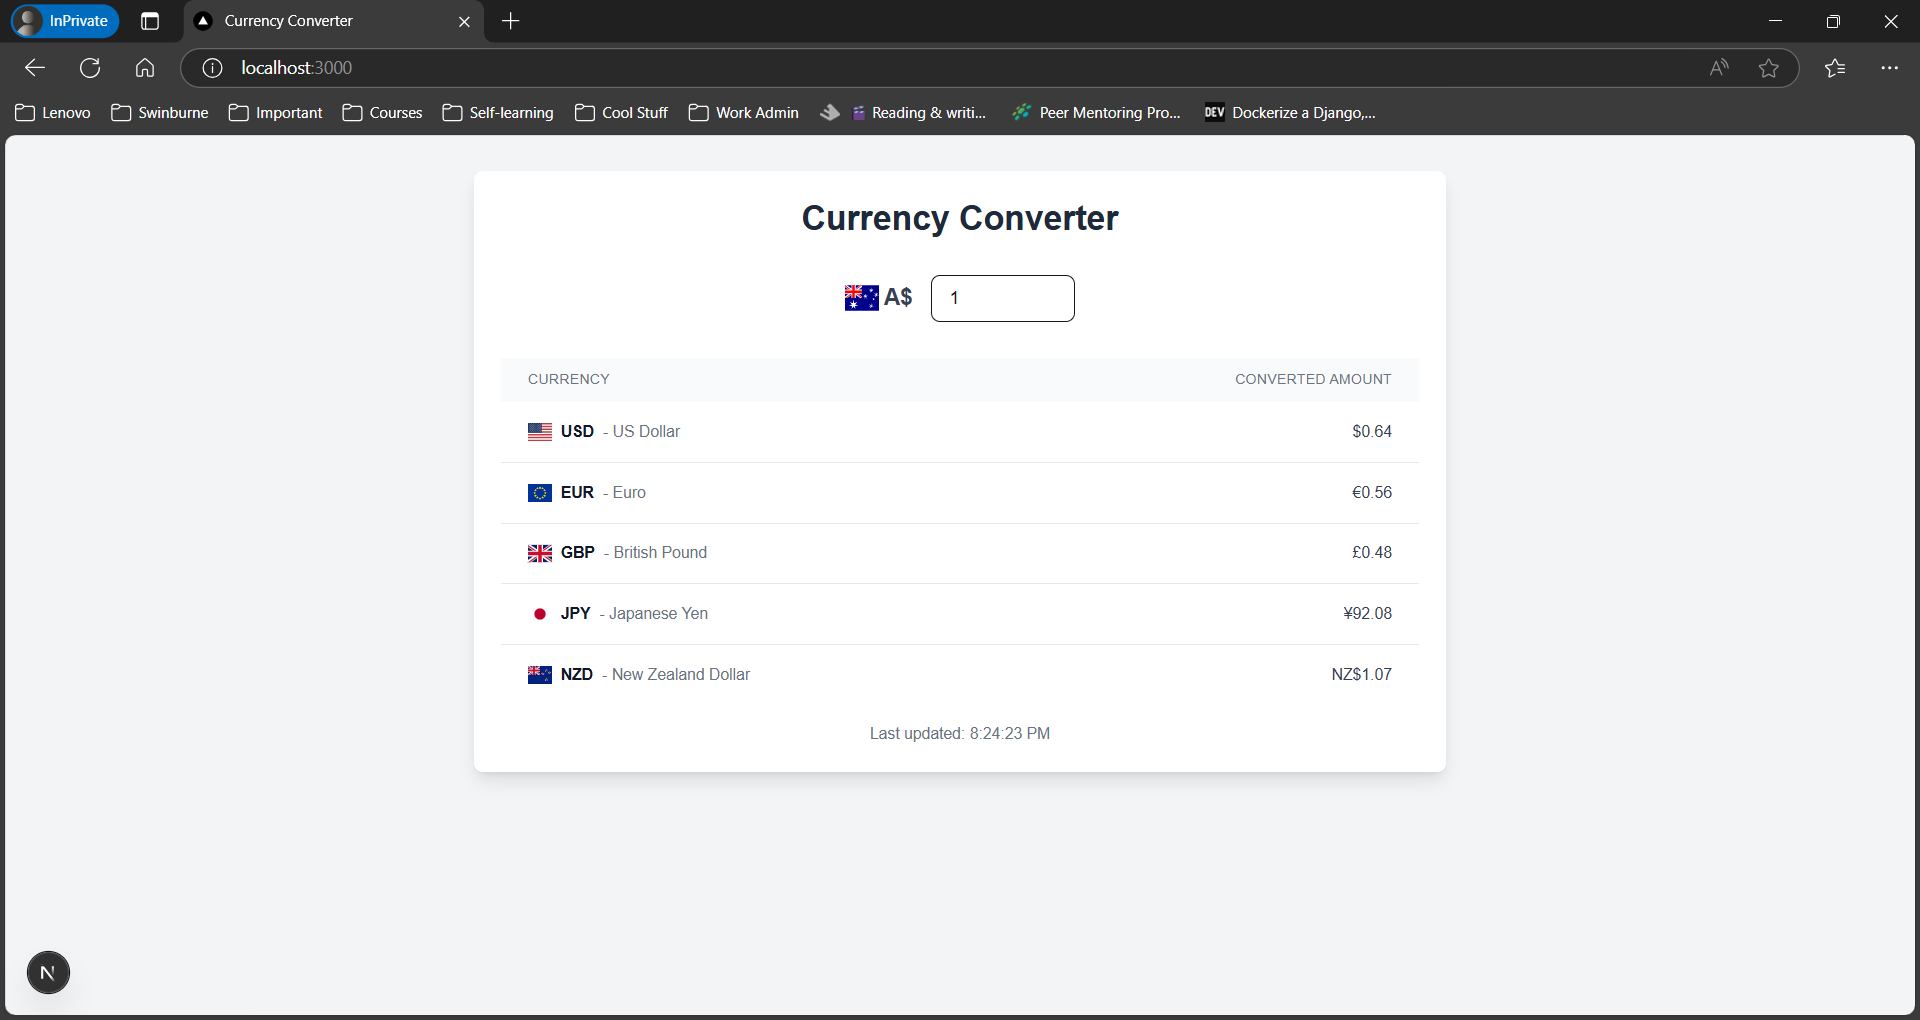 InPrivate
Currency Converter
localhost:3000
Lenovo Swinburne Important Courses Self-learning Cool Stuff Work Admin Reading & writi... Peer Mentoring Pro... DEV Dockerize a Django,...
Currency Converter
A$ 1
CURRENCY CONVERTED AMOUNT
USD - US Dollar $0.64
EUR - Euro €0.56
GBP - British Pound £0.48
JPY - Japanese Yen ¥92.08
NZD - New Zealand Dollar NZ$1.07
Last updated: 8:24:23 PM
N